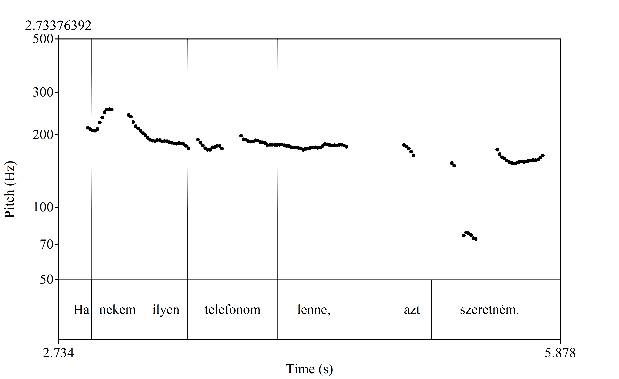 2.73376392
500
300
200
100
70
50
Pitch (Hz)
Ha nekem ilyen telefonom lenne, azt szeretném.
2.734 5.878
Time (s)